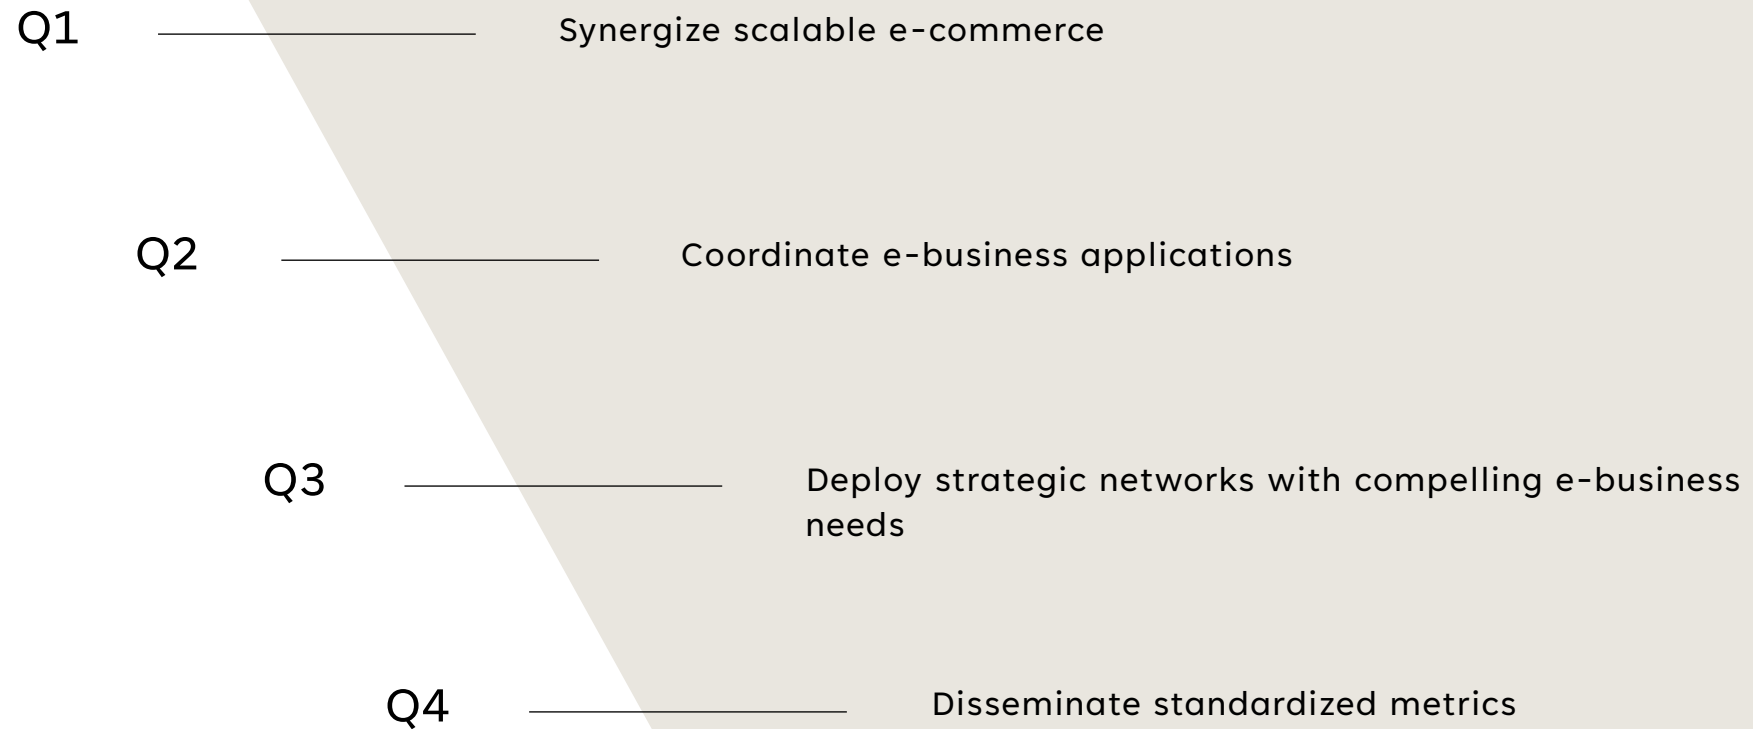 Q1 Synergize scalable e-commerce
Q2 Coordinate e-business applications
Q3 Deploy strategic networks with compelling e-business
needs
Q4 Disseminate standardized metrics